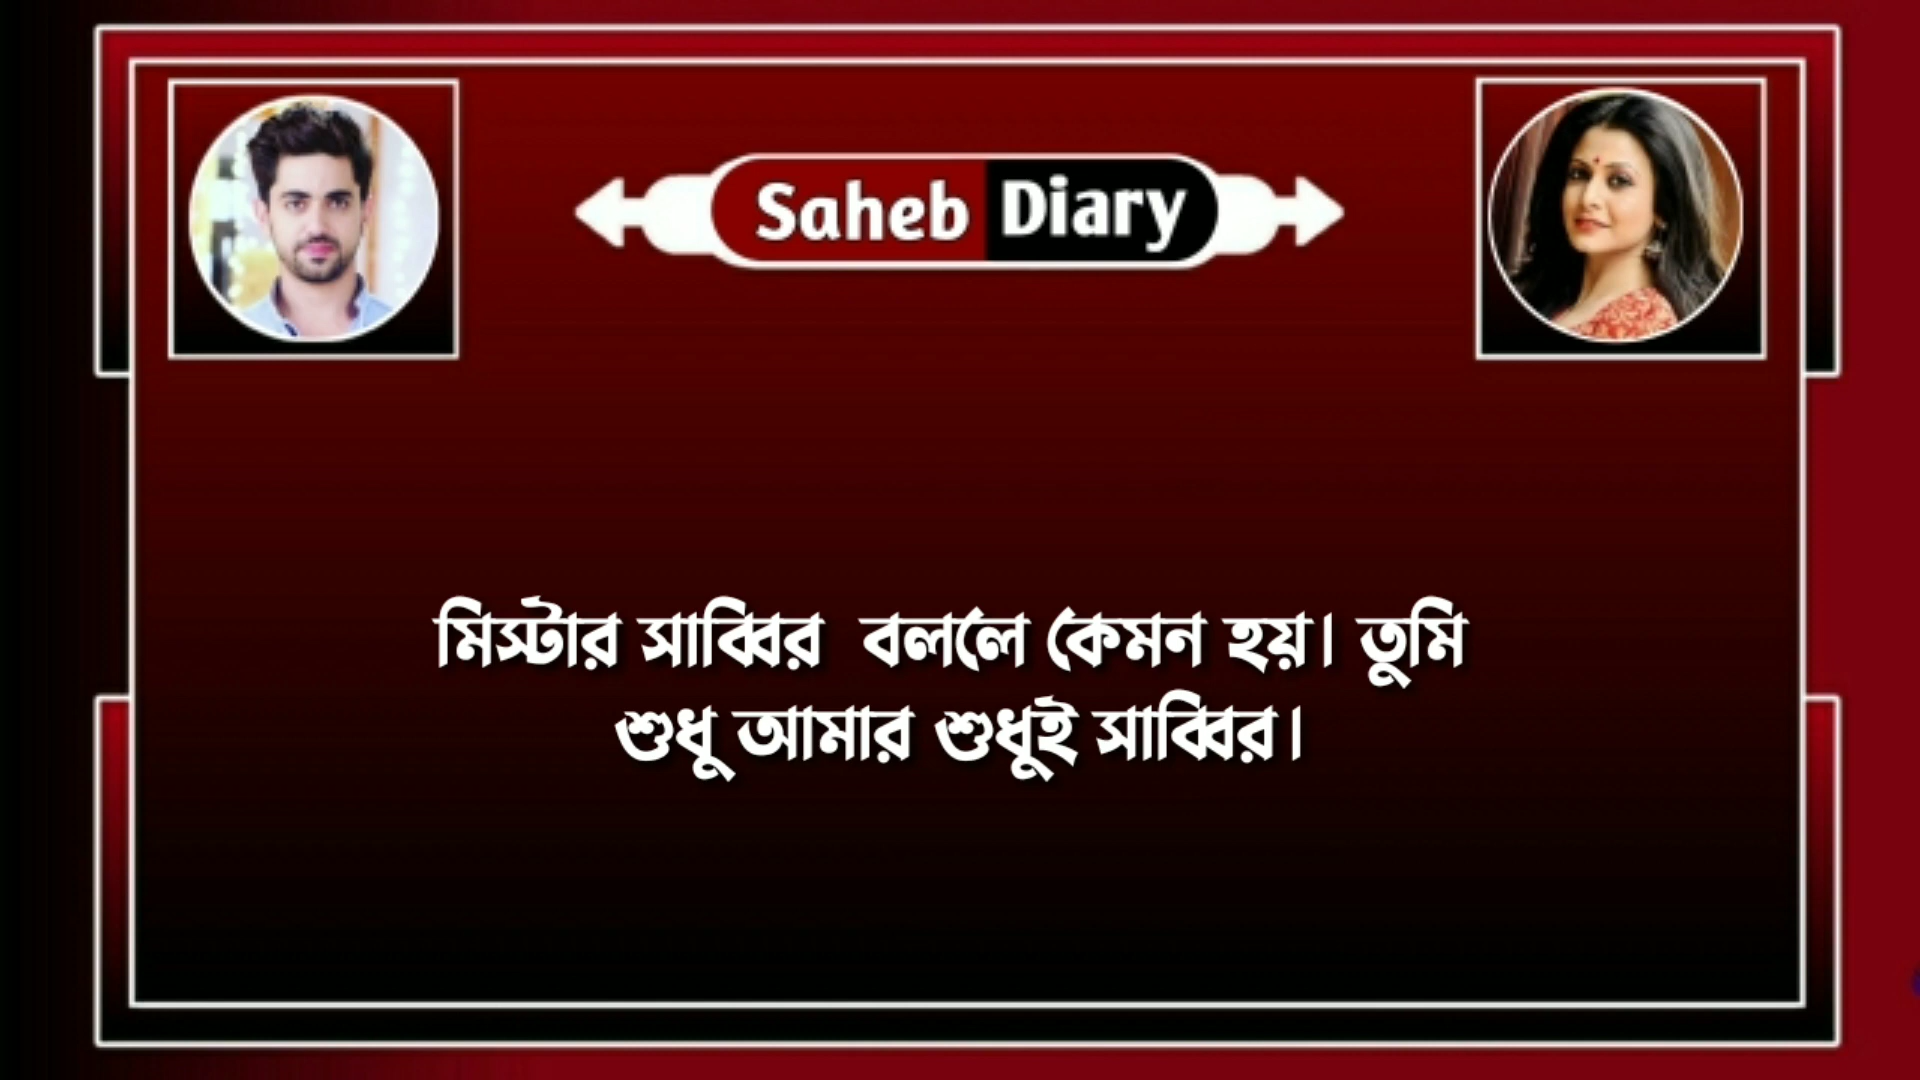 Saheb Diary
মিস্টার সাব্বির বললে কেমন হয়। তুমি
শুধু আমার শুধুই সাব্বির।